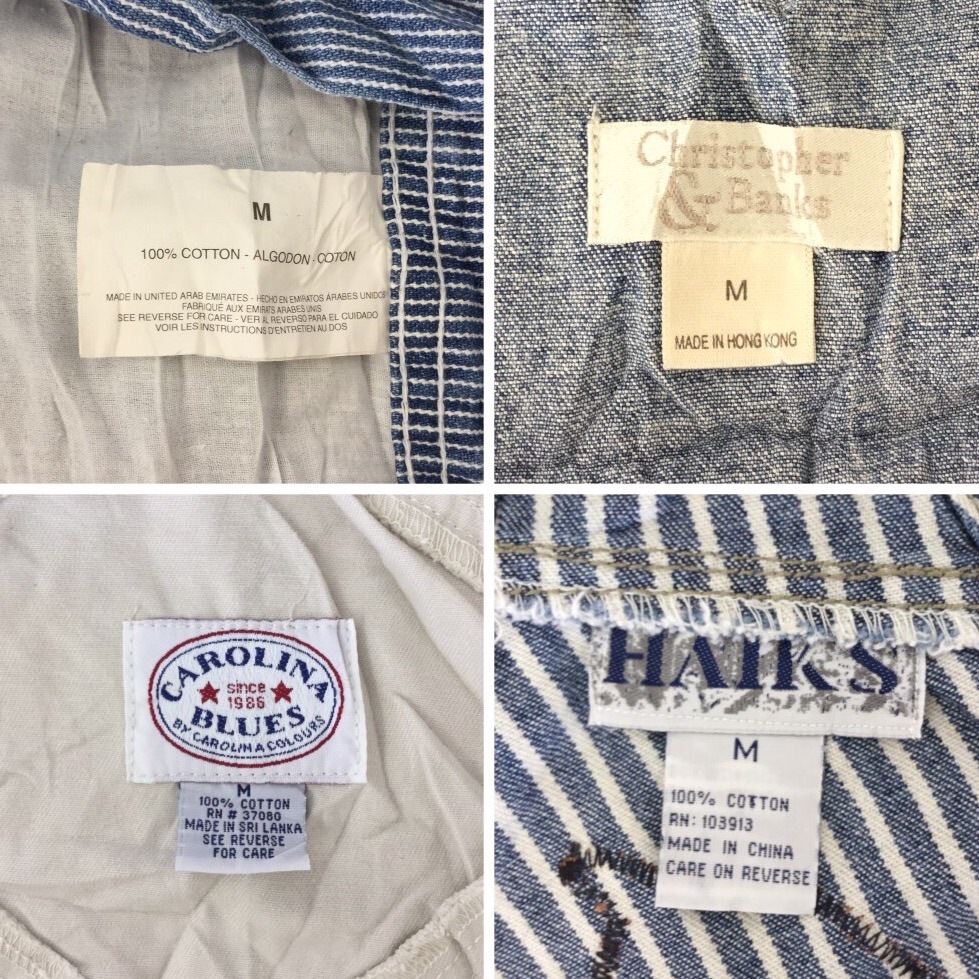 M
100% COTTON - ALGODON - COTON
MADE IN UNITED ARAB EMIRATES - HECHO EN EMIRATOS ARABES UNIDOS
FABRIQUÉ AUX EMIRATS ARABES UNIS
SEE REVERSE FOR CARE - VER AL REVERSO PARA EL CUIDADO
VOIR LES INSTRUCTIONS D'ENTRETIEN AU DOS
Christopher
& Banks
M
MADE IN HONG KONG
CAROLINA
since
1986
BLUES
BY CAROLINA COLOURS
M
100% COTTON
RN # 37080
MADE IN SRI LANKA
SEE REVERSE
FOR CARE
HAIKS
M
100% COTTON
RN: 103913
MADE IN CHINA
CARE ON REVERSE